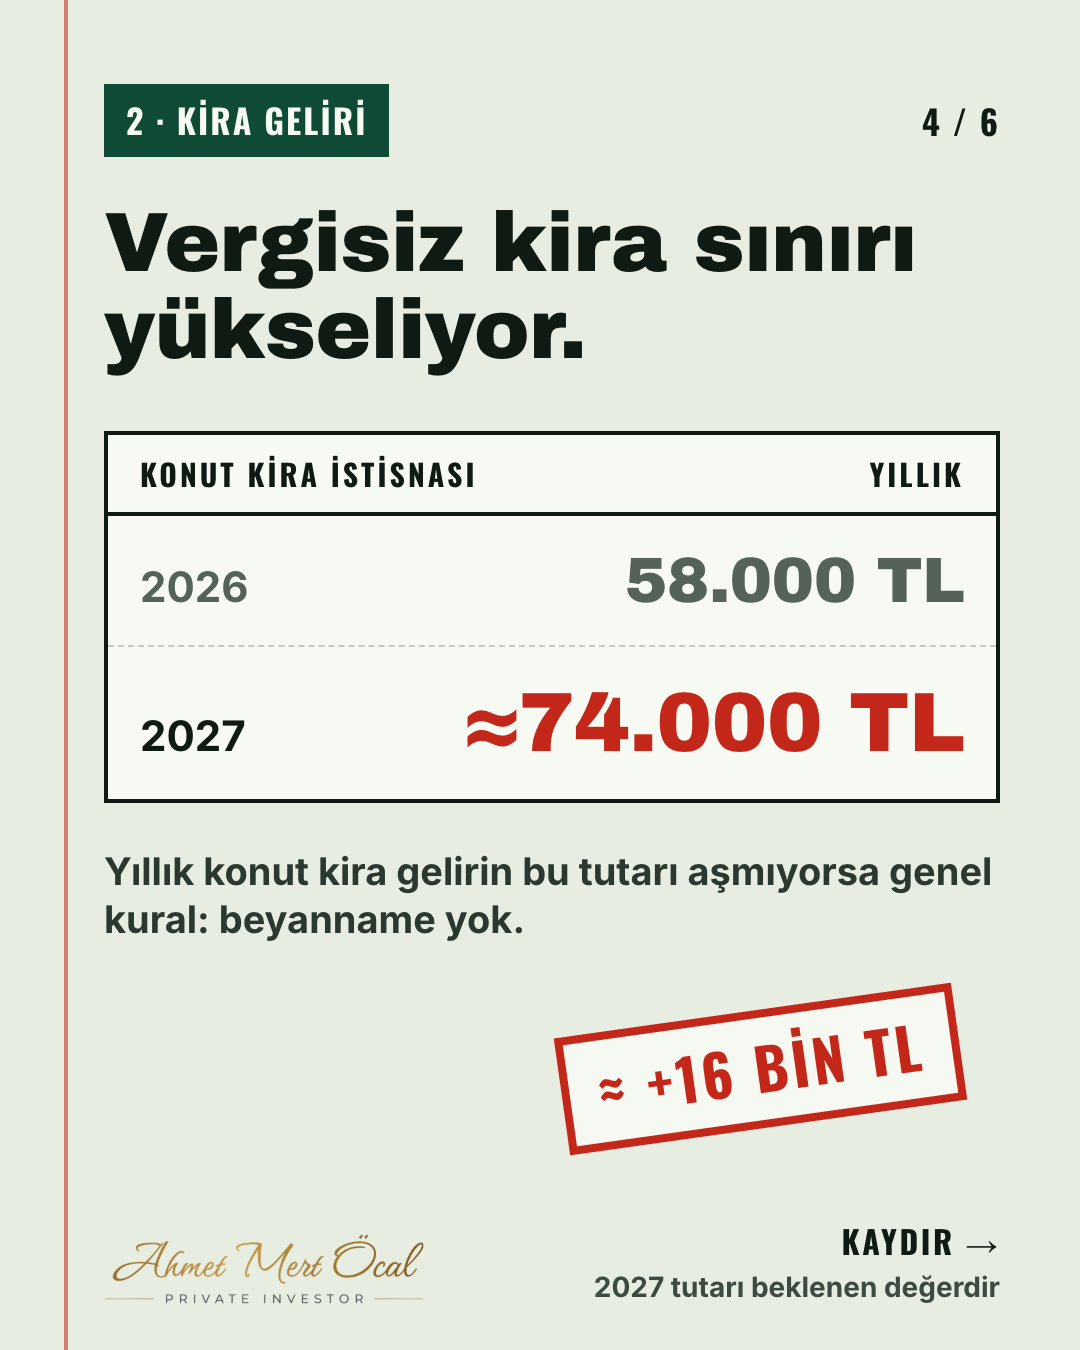 2 · KİRA GELİRİ
4 / 6
Vergisiz kira sınırı
yükseliyor.
KONUT KİRA İSTİSNASI YILLIK
2026 58.000 TL
2027 ≈74.000 TL
Yıllık konut kira gelirin bu tutarı aşmıyorsa genel
kural: beyanname yok.
≈ +16 BİN TL
Ahmet Mert Öcal
PRIVATE INVESTOR
KAYDIR →
2027 tutarı beklenen değerdir